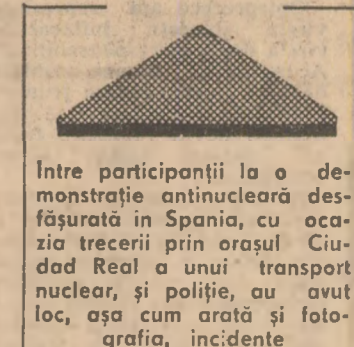 Intre participanții la o de-
monstrație antinucleară des-
fășurată in Spania, cu oca-
zia trecerii prin orașul Ciu-
dad Real a unui transport
nuclear, și poliție, au avut
loc, așa cum arată și foto-
grafia, incidente